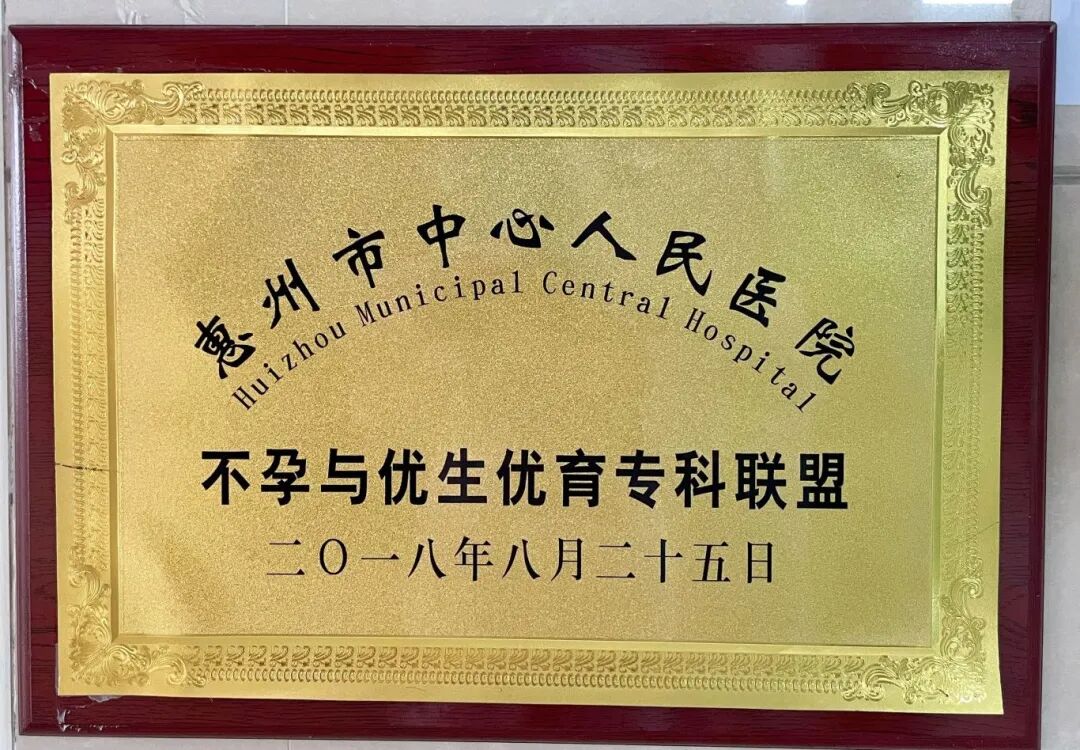 惠州市中心人民医院
Huizhou Municipal Central Hospital
不孕与优生优育专科联盟
二〇一八年八月二十五日